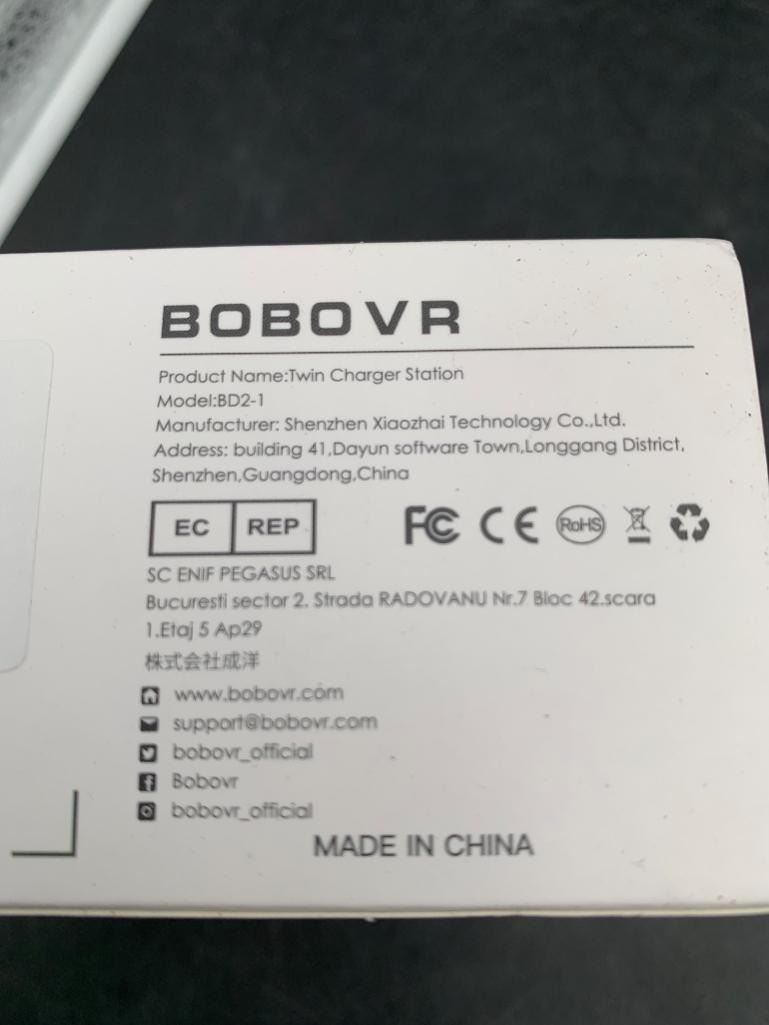 BOBOVR
Product Name:Twin Charger Station
Model:BD2-1
Manufacturer: Shenzhen Xiaozhai Technology Co.,Ltd.
Address: building 41,Dayun software Town,Longgang District,
Shenzhen,Guangdong,China
EC REP FC CE RoHS
SC ENIF PEGASUS SRL
Bucuresti sector 2. Strada RADOVANU Nr.7 Bloc 42.scara
1.Etaj 5 Ap29
株式会社成洋
www.bobovr.com
support@bobovr.com
bobovr_official
Bobovr
bobovr_official
MADE IN CHINA